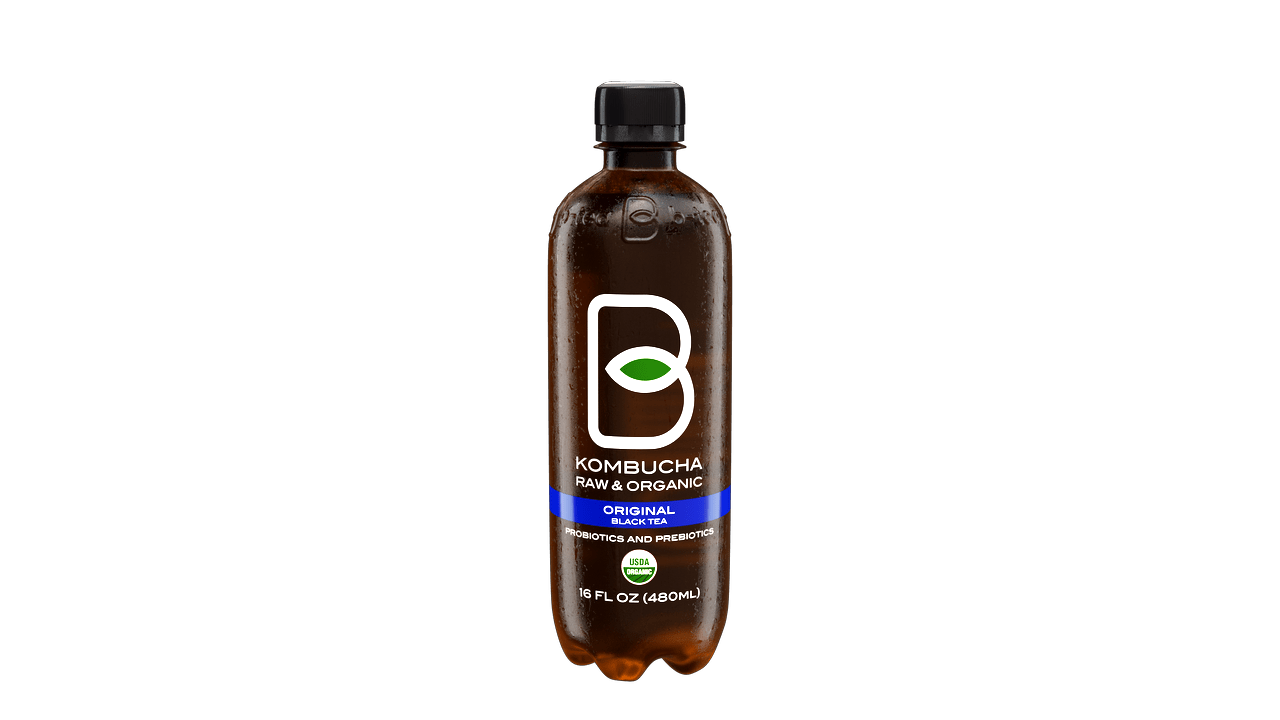 B
KOMBUCHA
RAW & ORGANIC
ORIGINAL
BLACK TEA
PROBIOTICS AND PREBIOTICS
USDA
ORGANIC
16 FL OZ (480ML)